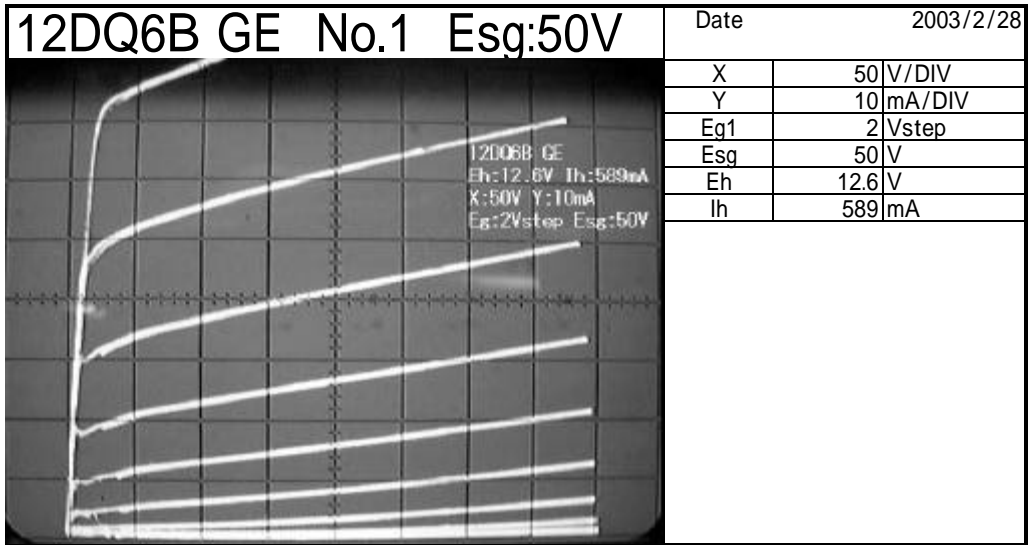 12DQ6B GE No.1 Esg:50V
Date 2003/2/28
X 50 V/DIV
Y 10 mA/DIV
Eg1 2 Vstep
Esg 50 V
Eh 12.6 V
Ih 589 mA
12DQ6B GE
Eh:12.6V Ih:589mA
X:50V Y:10mA
Eg:2Vstep Esg:50V